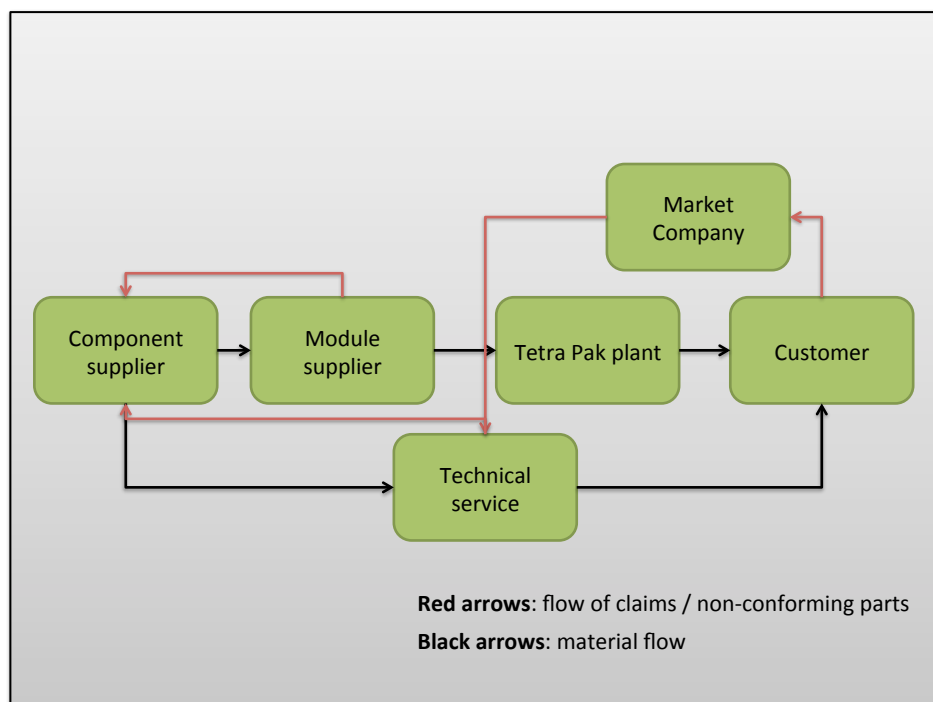 Market
Company
Component
supplier
Module
supplier
Tetra Pak plant
Customer
Technical
service
Red arrows: flow of claims / non-conforming parts
Black arrows: material flow